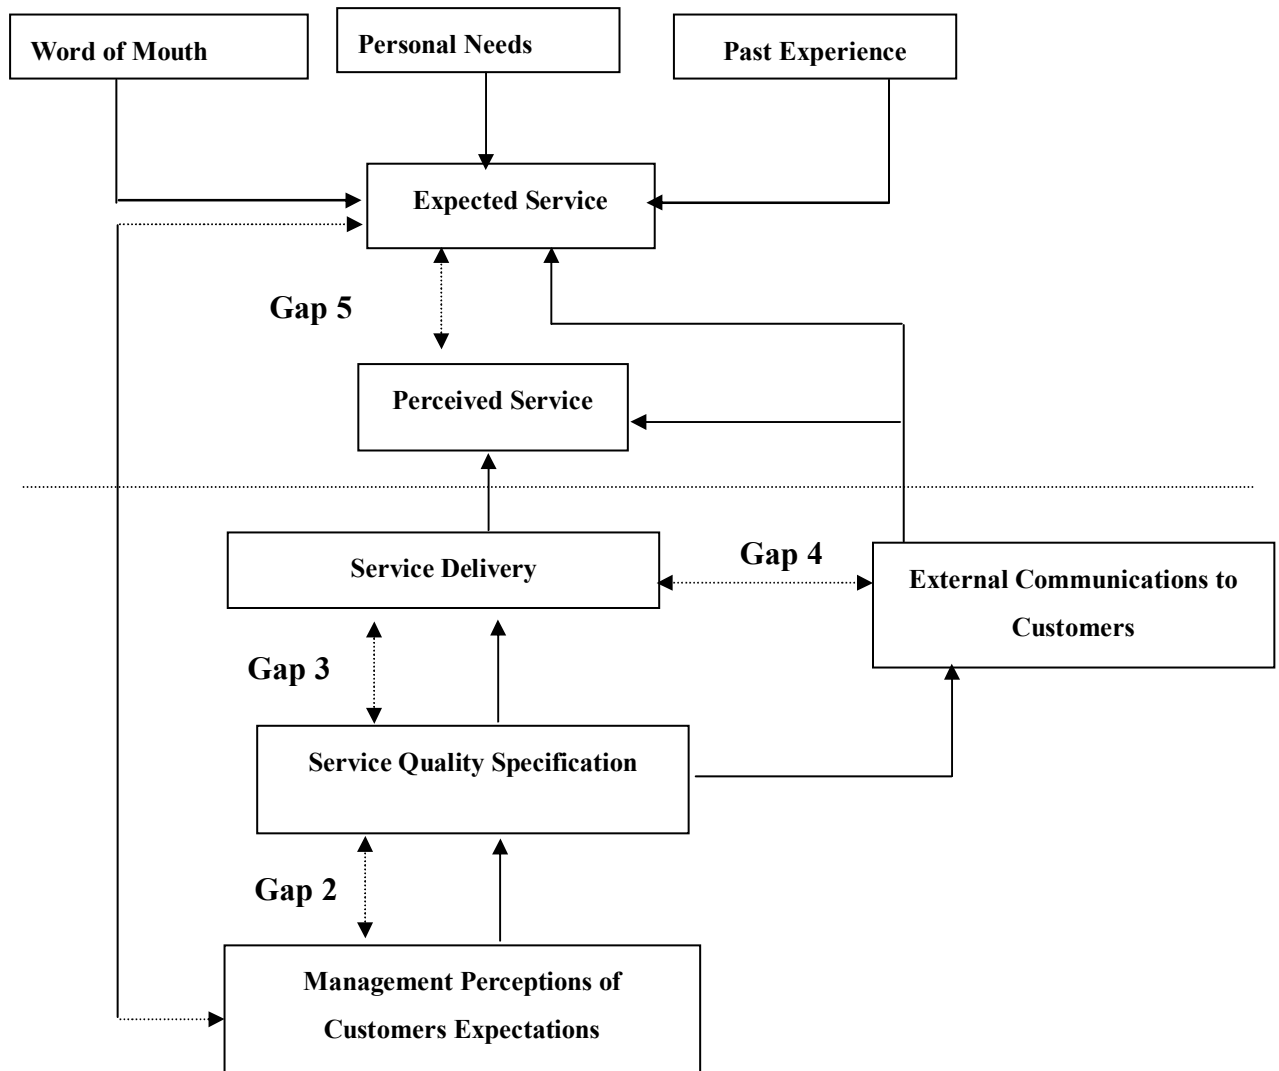 Word of Mouth
Personal Needs
Past Experience
Expected Service
Gap 5
Perceived Service
Service Delivery
Gap 4
External Communications to
Customers
Gap 3
Service Quality Specification
Gap 2
Management Perceptions of
Customers Expectations